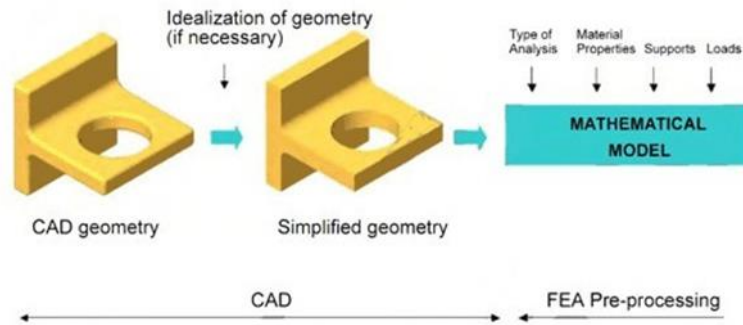 Idealization of geometry
(if necessary)
Type of
Analysis
Material
Properties
Supports
Loads
MATHEMATICAL
MODEL
CAD geometry
Simplified geometry
CAD
FEA Pre-processing